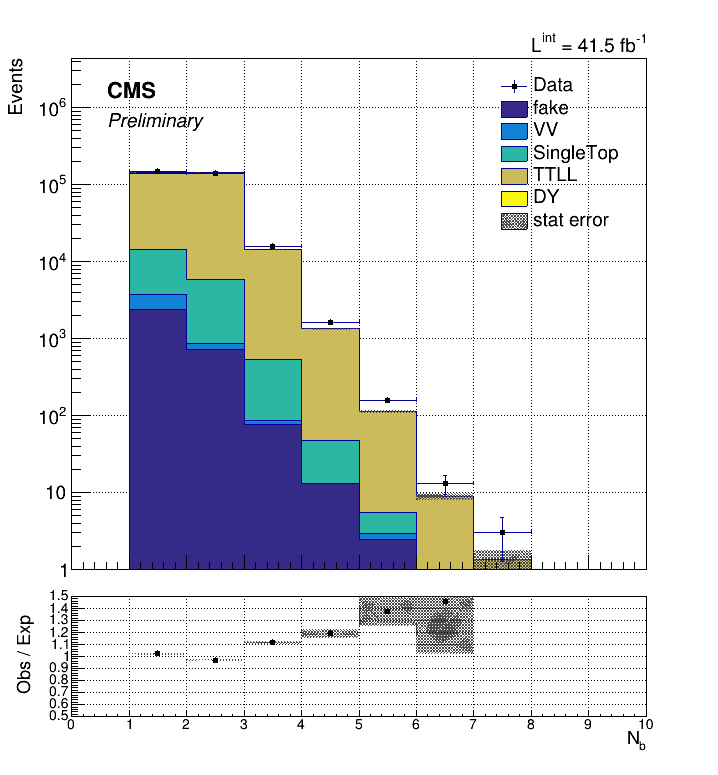 L^int = 41.5 fb^-1
Events
CMS
Preliminary
Data
fake
VV
SingleTop
TTLL
DY
stat error
10^6
10^5
10^4
10^3
10^2
10
1
Obs / Exp
1.5
1.4
1.3
1.2
1.1
1
0.9
0.8
0.7
0.6
0.5
0 1 2 3 4 5 6 7 8 9 10
N_b